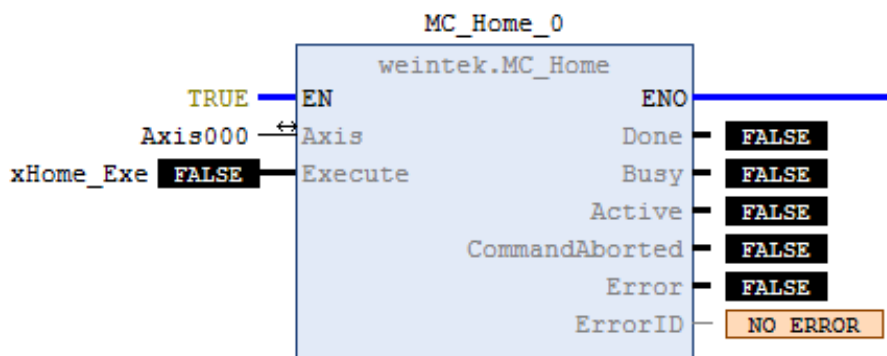 MC_Home_0
weintek.MC_Home
TRUE EN ENO
Axis000 Axis Done FALSE
xHome_Exe FALSE Execute Busy FALSE
Active FALSE
CommandAborted FALSE
Error FALSE
ErrorID NO ERROR